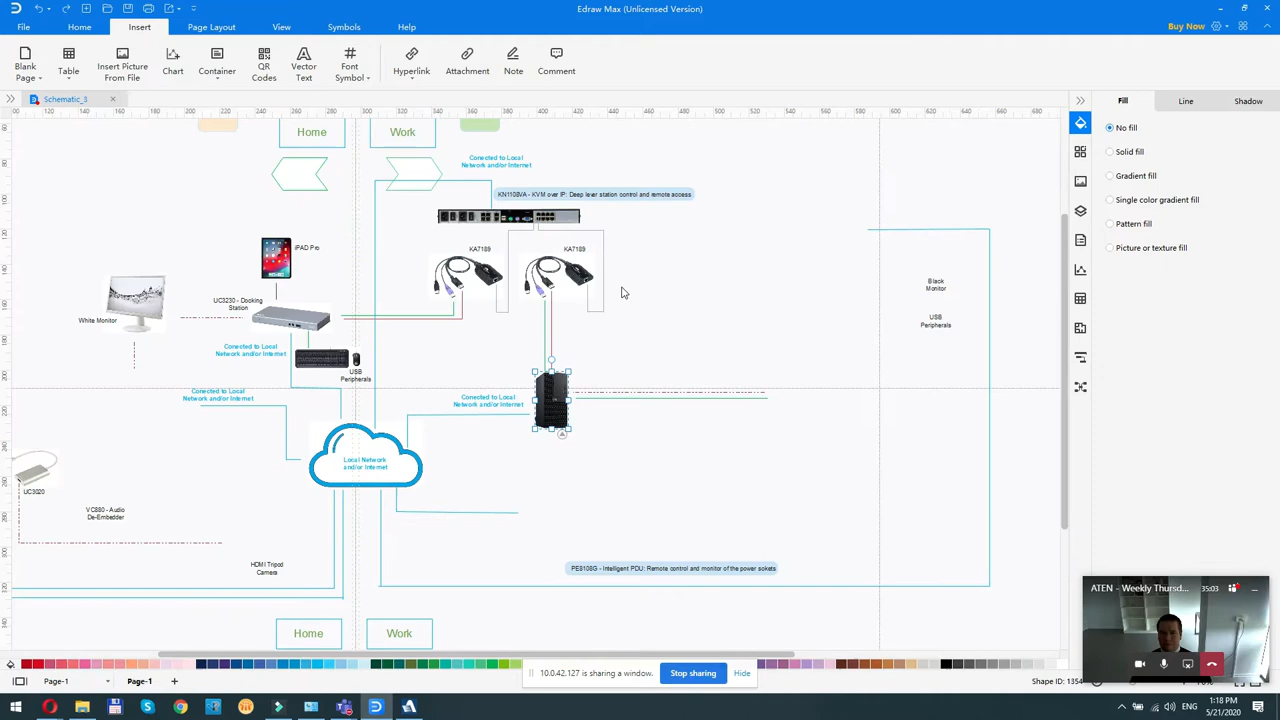 Edraw Max (Unlicensed Version)
File
Home
Insert
Page Layout
View
Symbols
Help
Buy Now
Blank
Page
Table
Insert Picture
From File
Chart
Container
QR
Codes
Vector
Text
Font
Symbol
Hyperlink
Attachment
Note
Comment
Schematic_3
Fill
Line
Shadow
No fill
Solid fill
Gradient fill
Single color gradient fill
Pattern fill
Picture or texture fill
Home
Work
Conected to Local
Network and/or Internet
KN1108VA - KVM over IP: Deep lever station control and remote access
KA7189
KA7189
iPAD Pro
UC3230 - Docking
Station
White Monitor
Conected to Local
Network and/or Internet
USB
Peripherals
Black
Monitor
USB
Peripherals
Conected to Local
Network and/or Internet
Conected to Local
Network and/or Internet
Local Network
and/or Internet
UC3020
VC880 - Audio
De-Embedder
HDMI Tripod
Camera
PE8108G - Intelligent PDU: Remote control and monitor of the power sokets
Home
Work
ATEN - Weekly Thursd...
35:03
Page-1
Page-1
10.0.42.127 is sharing a window.
Stop sharing
Hide
Shape ID: 1354
ENG
1:18 PM
5/21/2020